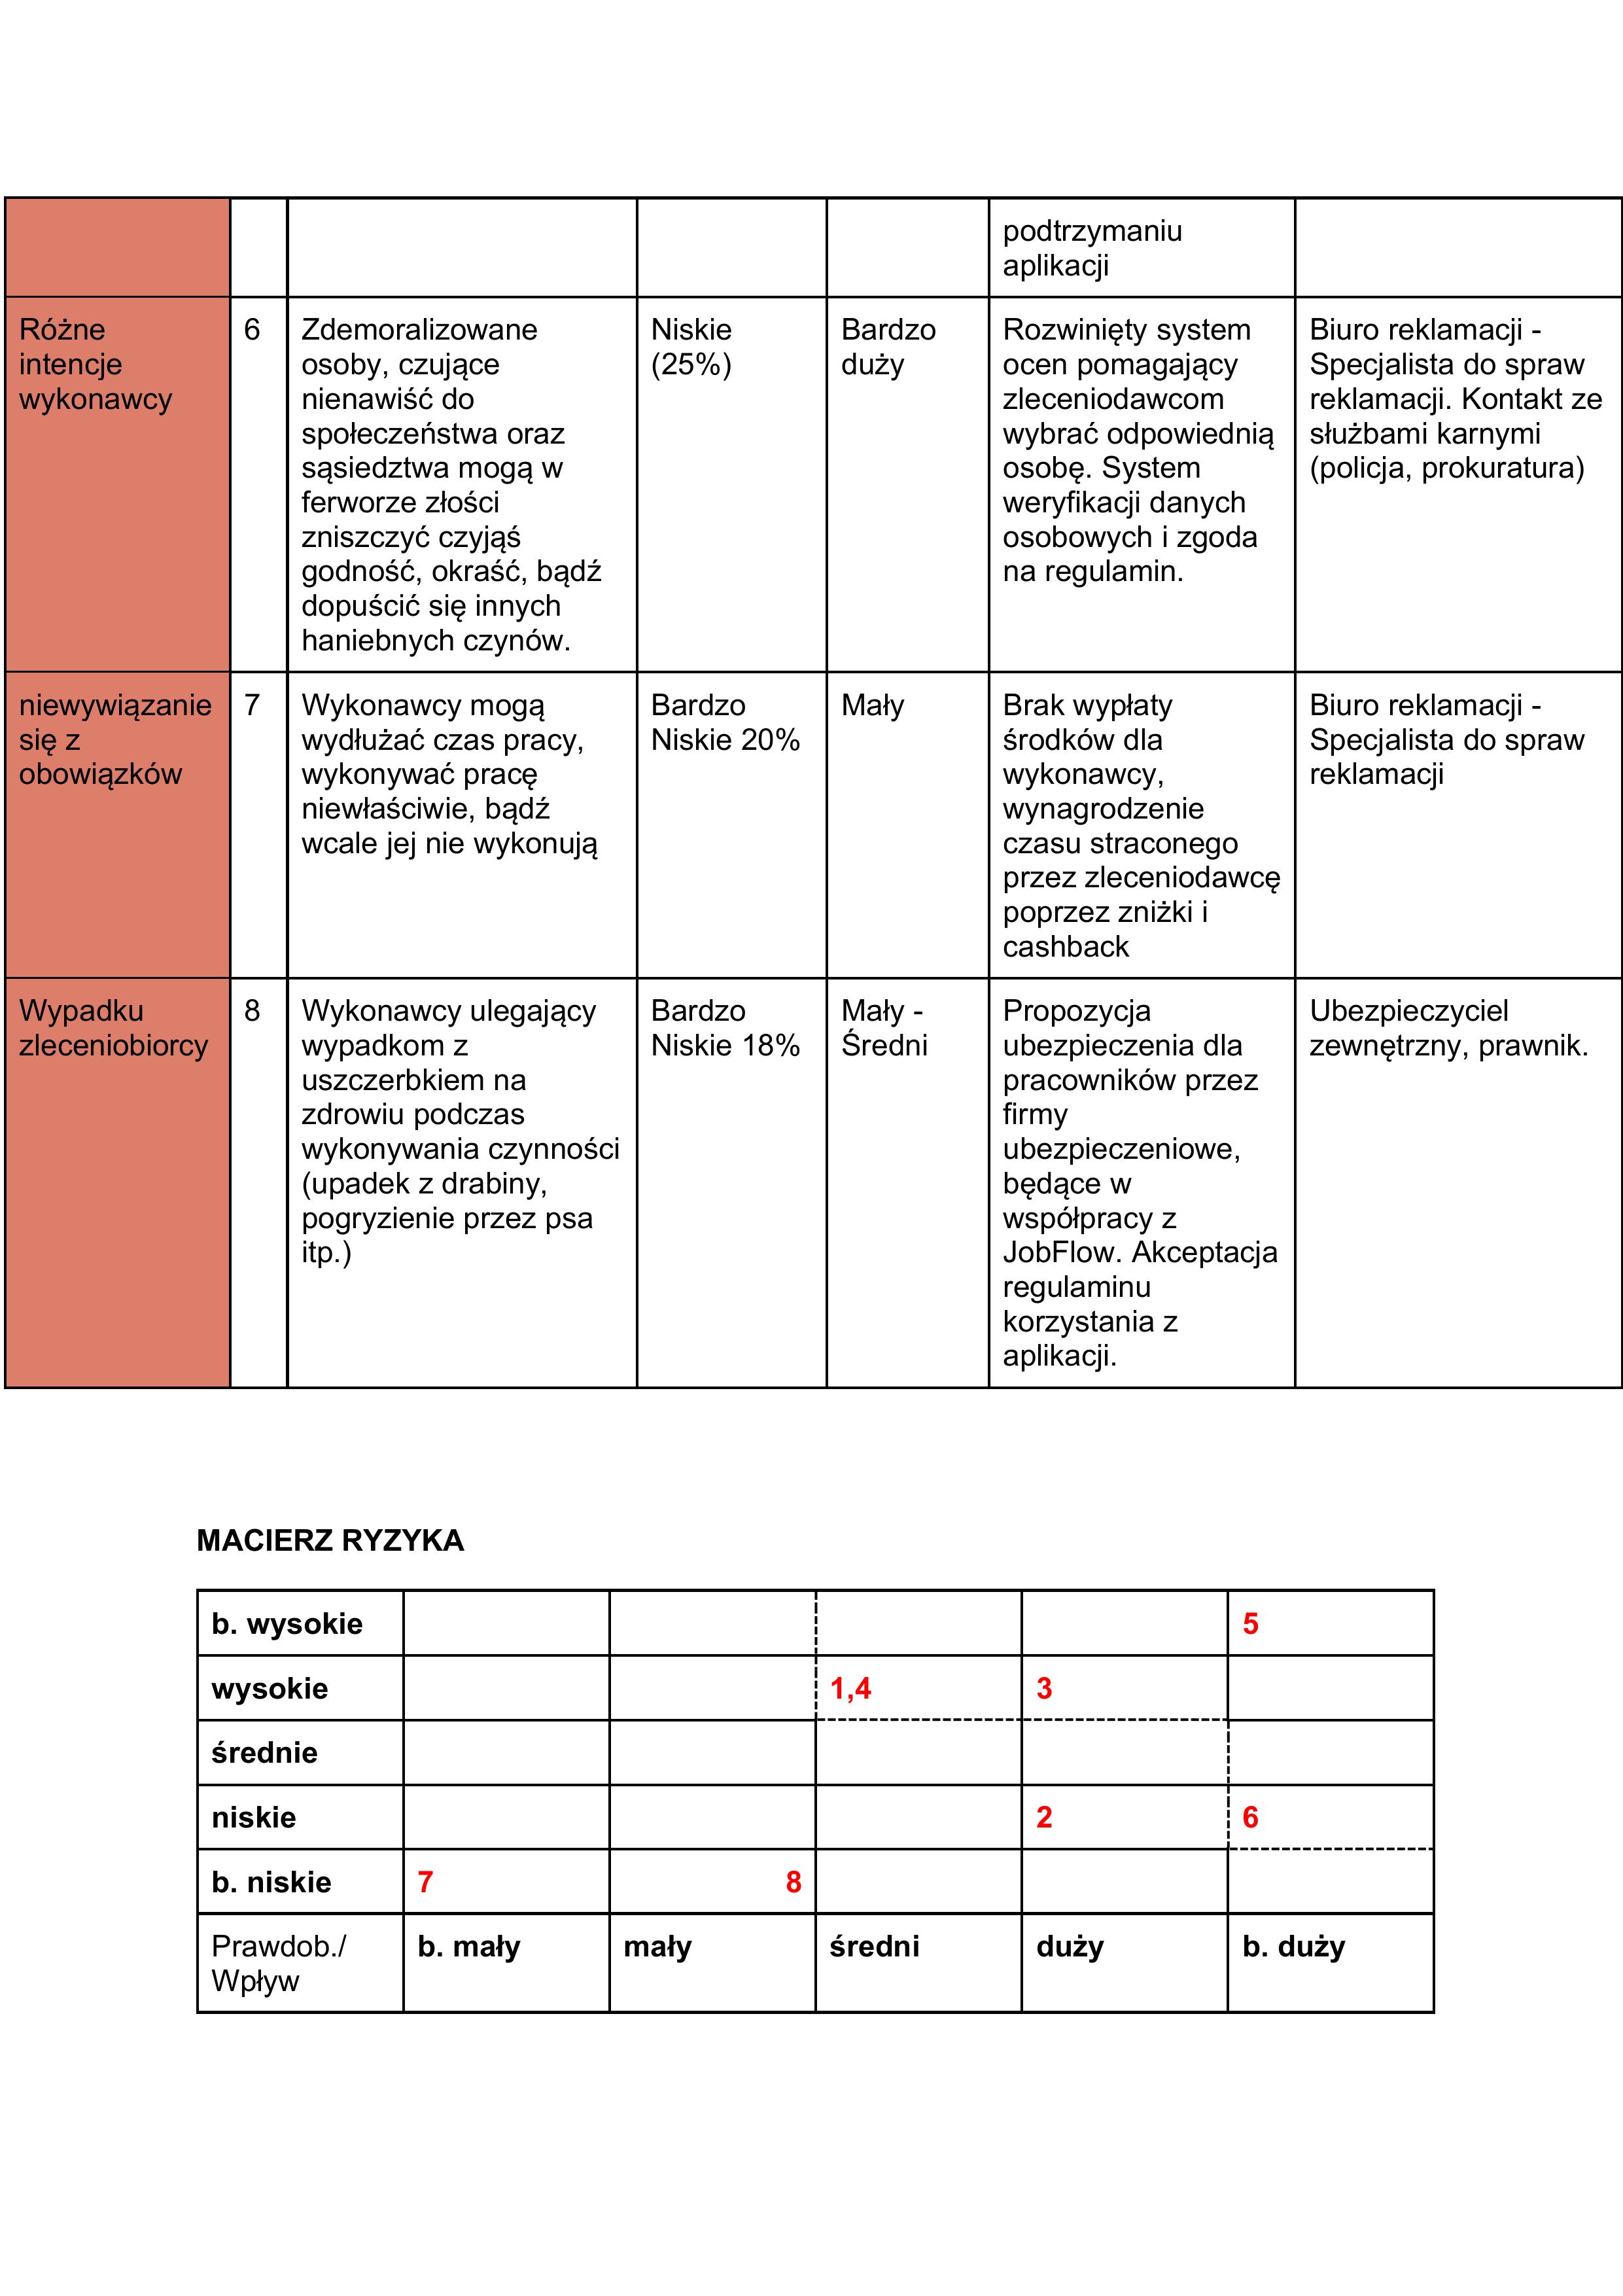 podtrzymaniu
aplikacji
Różne
intencje
wykonawcy
6
Zdemoralizowane
osoby, czujące
nienawiść do
społeczeństwa oraz
sąsiedztwa mogą w
ferworze złości
zniszczyć czyjąś
godność, okraść, bądź
dopuścić się innych
haniebnych czynów.
Niskie
(25%)
Bardzo
duży
Rozwinięty system
ocen pomagający
zleceniodawcom
wybrać odpowiednią
osobę. System
weryfikacji danych
osobowych i zgoda
na regulamin.
Biuro reklamacji -
Specjalista do spraw
reklamacji. Kontakt ze
służbami karnymi
(policja, prokuratura)
niewywiązanie
się z
obowiązków
7
Wykonawcy mogą
wydłużać czas pracy,
wykonywać pracę
niewłaściwie, bądź
wcale jej nie wykonują
Bardzo
Niskie 20%
Mały
Brak wypłaty
środków dla
wykonawcy,
wynagrodzenie
czasu straconego
przez zleceniodawcę
poprzez zniżki i
cashback
Biuro reklamacji -
Specjalista do spraw
reklamacji
Wypadku
zleceniobiorcy
8
Wykonawcy ulegający
wypadkom z
uszczerbkiem na
zdrowiu podczas
wykonywania czynności
(upadek z drabiny,
pogryzienie przez psa
itp.)
Bardzo
Niskie 18%
Mały -
Średni
Propozycja
ubezpieczenia dla
pracowników przez
firmy
ubezpieczeniowe,
będące w
współpracy z
JobFlow. Akceptacja
regulaminu
korzystania z
aplikacji.
Ubezpieczyciel
zewnętrzny, prawnik.
MACIERZ RYZYKA
b. wysokie 5
wysokie 1,4 3
średnie
niskie 2 6
b. niskie 7 8
Prawdob./
Wpływ
b. mały mały średni duży b. duży